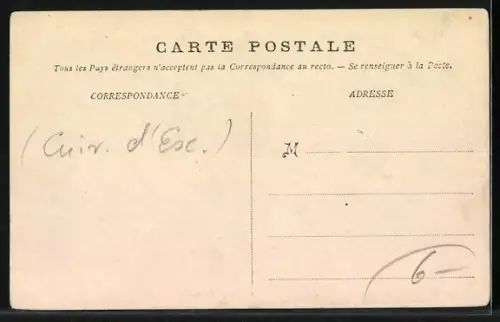 CARTE POSTALE
Tous les Pays étrangers n'acceptent pas la Correspondance au recto. — Se renseigner à la Poste.
CORRESPONDANCE
ADRESSE
(Cuir. d'Esc.)
M
6–